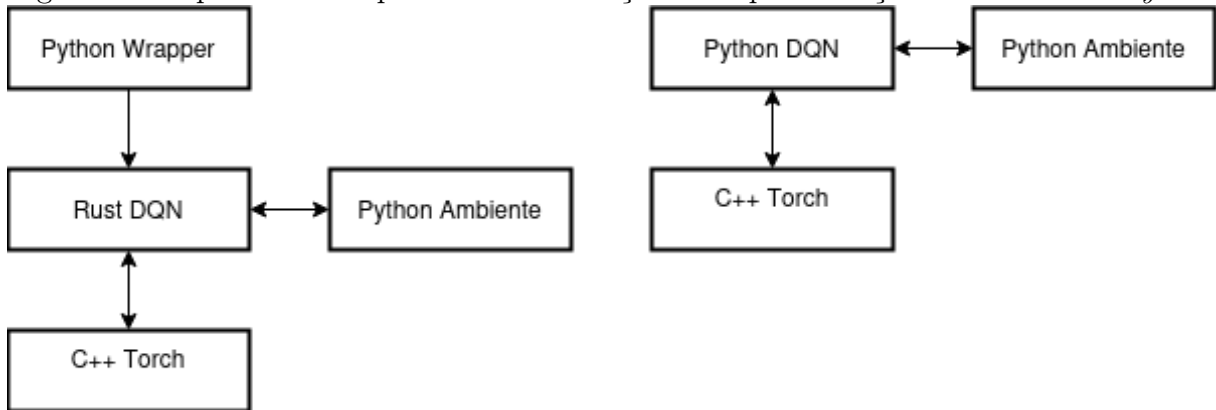 Python Wrapper
Python DQN
Python Ambiente
Rust DQN
Python Ambiente
C++ Torch
C++ Torch